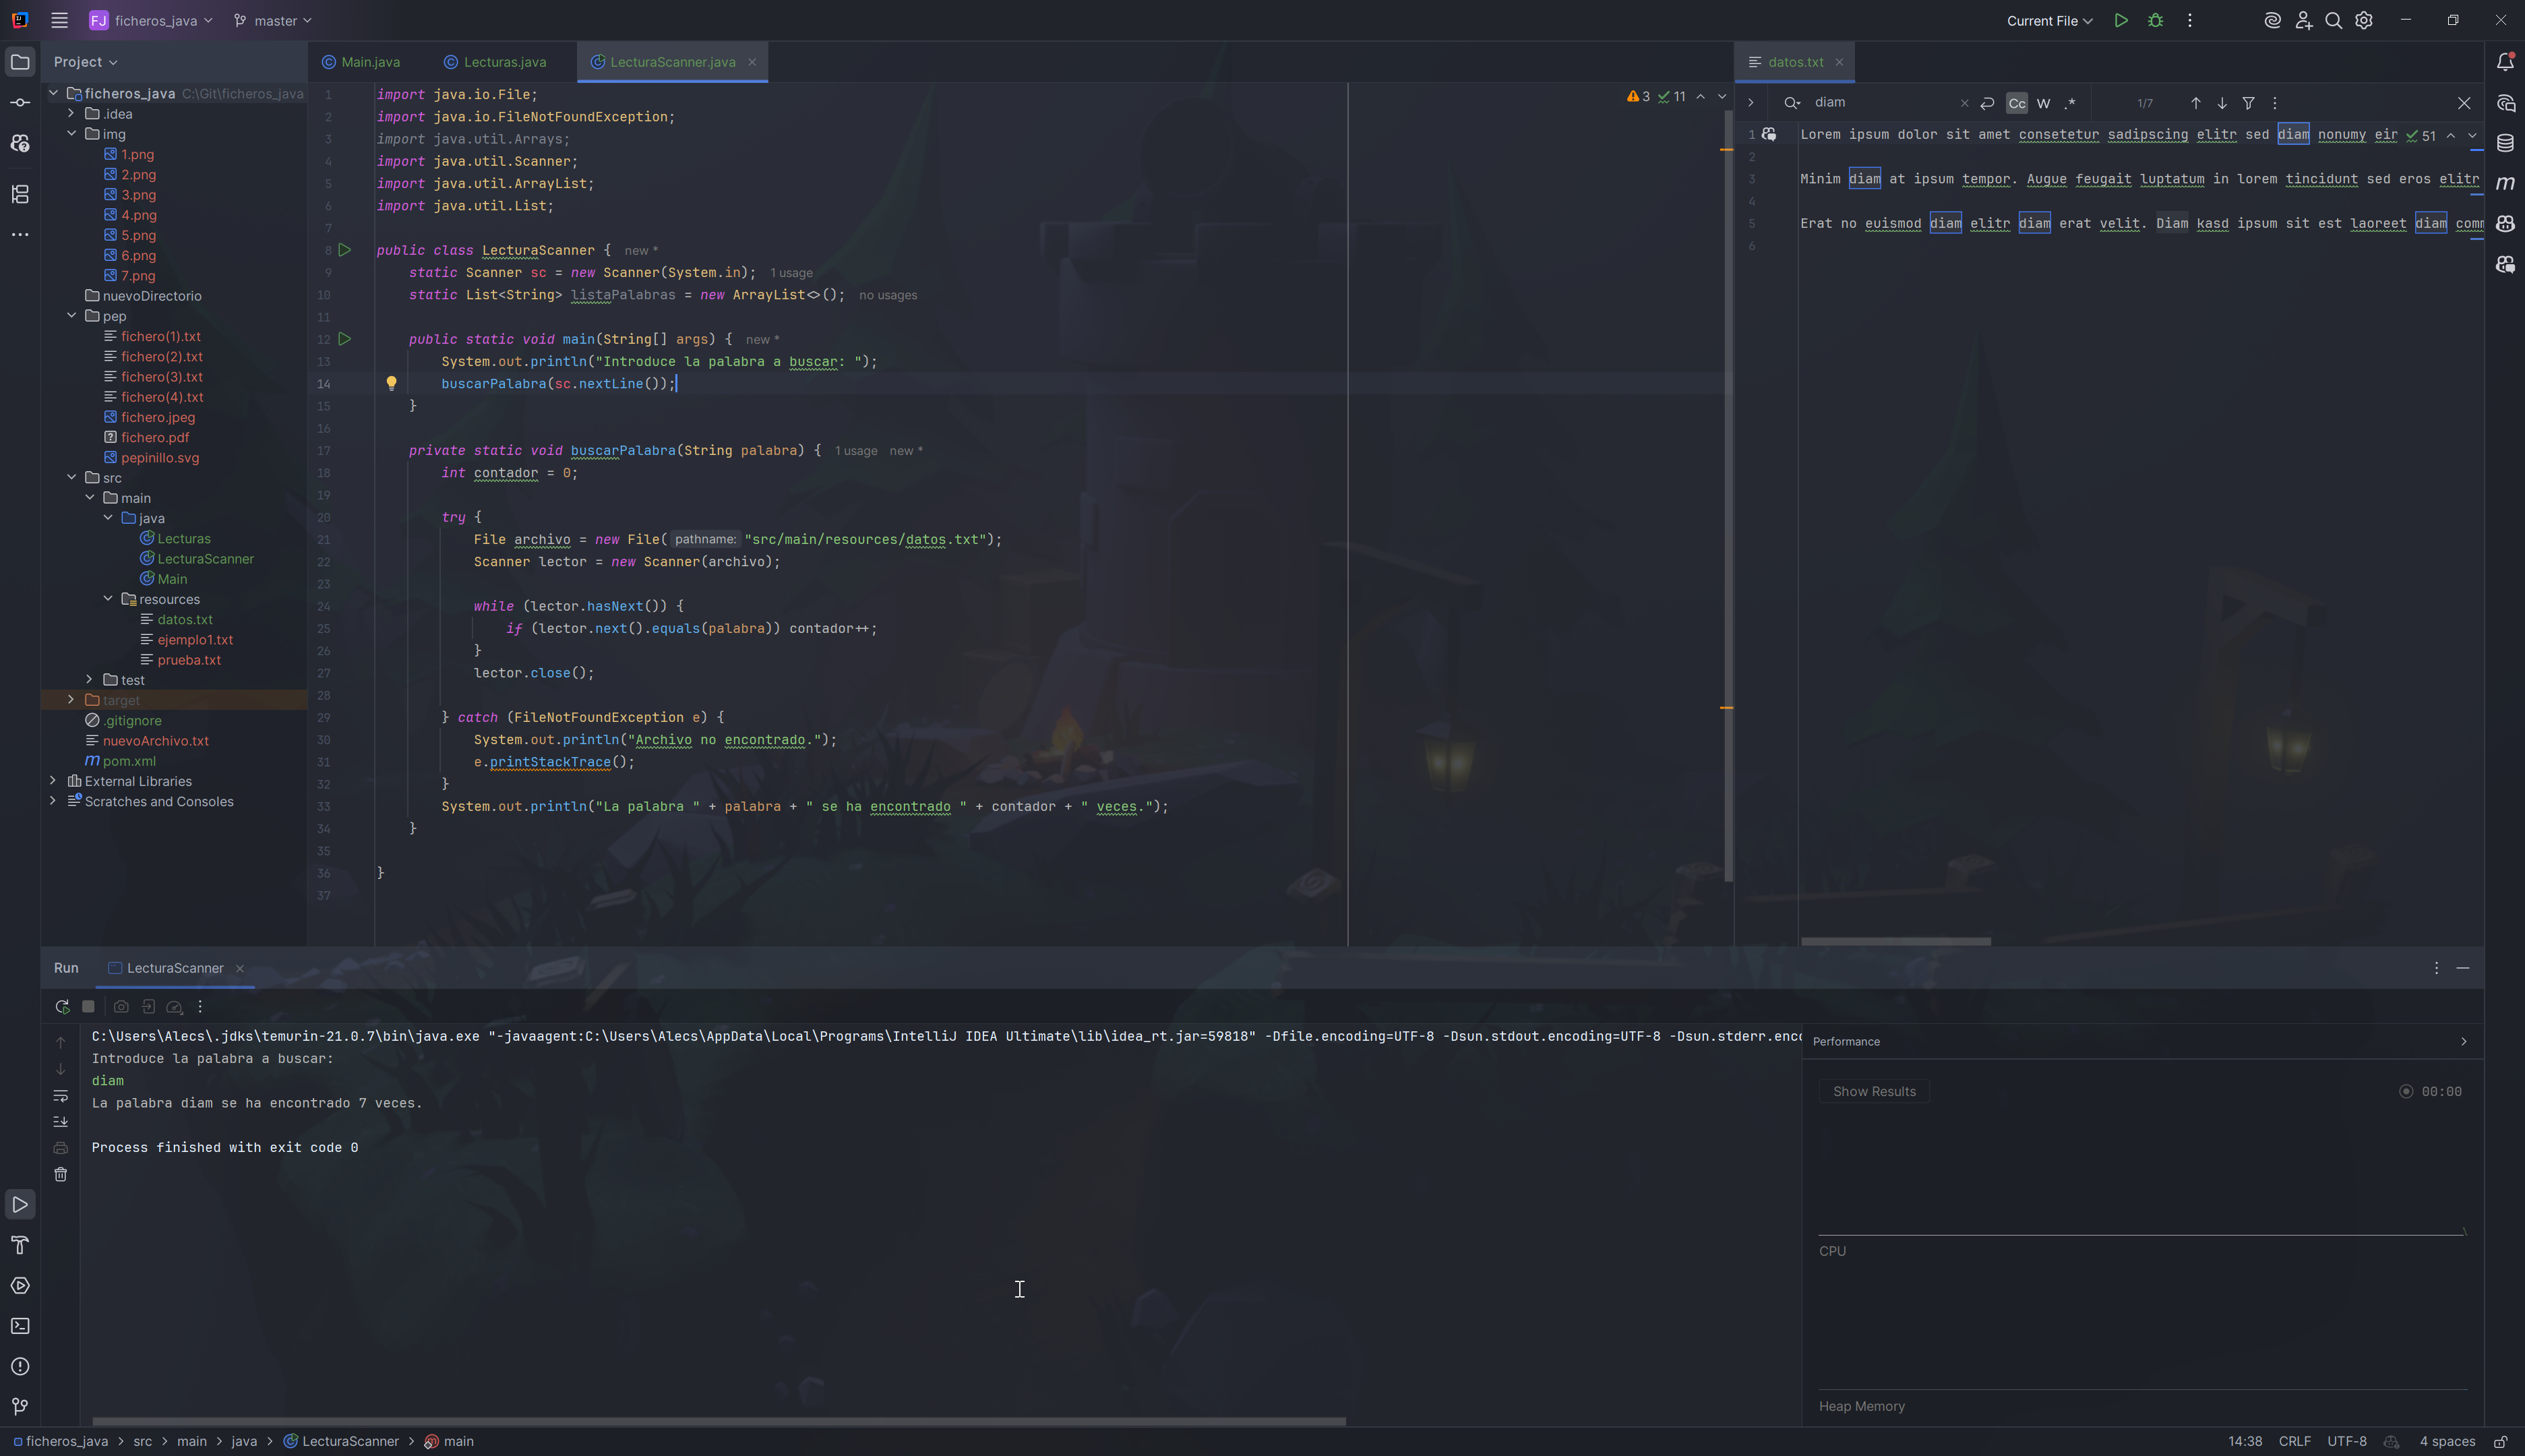 FJ ficheros_java master Current File
Project
Main.java Lecturas.java LecturaScanner.java datos.txt
ficheros_java C:\Git\ficheros_java
.idea
img
1.png
2.png
3.png
4.png
5.png
6.png
7.png
nuevoDirectorio
pep
fichero(1).txt
fichero(2).txt
fichero(3).txt
fichero(4).txt
fichero.jpeg
fichero.pdf
pepinillo.svg
src
main
java
Lecturas
LecturaScanner
Main
resources
datos.txt
ejemplo1.txt
prueba.txt
test
target
.gitignore
nuevoArchivo.txt
m pom.xml
External Libraries
Scratches and Consoles
3 11
1 import java.io.File;
2 import java.io.FileNotFoundException;
3 import java.util.Arrays;
4 import java.util.Scanner;
5 import java.util.ArrayList;
6 import java.util.List;
7
8 public class LecturaScanner { new *
9 static Scanner sc = new Scanner(System.in); 1 usage
10 static List<String> listaPalabras = new ArrayList<>(); no usages
11
12 public static void main(String[] args) { new *
13 System.out.println("Introduce la palabra a buscar: ");
14 buscarPalabra(sc.nextLine());
15 }
16
17 private static void buscarPalabra(String palabra) { 1 usage new *
18 int contador = 0;
19
20 try {
21 File archivo = new File( pathname: "src/main/resources/datos.txt");
22 Scanner lector = new Scanner(archivo);
23
24 while (lector.hasNext()) {
25 if (lector.next().equals(palabra)) contador++;
26 }
27 lector.close();
28
29 } catch (FileNotFoundException e) {
30 System.out.println("Archivo no encontrado.");
31 e.printStackTrace();
32 }
33 System.out.println("La palabra " + palabra + " se ha encontrado " + contador + " veces.");
34 }
35
36 }
37
diam Cc W .* 1/7
1 Lorem ipsum dolor sit amet consetetur sadipscing elitr sed diam nonumy eir 51
2
3 Minim diam at ipsum tempor. Augue feugait luptatum in lorem tincidunt sed eros elitr
4
5 Erat no euismod diam elitr diam erat velit. Diam kasd ipsum sit est laoreet diam comm
6
Run LecturaScanner
C:\Users\Alecs\.jdks\temurin-21.0.7\bin\java.exe "-javaagent:C:\Users\Alecs\AppData\Local\Programs\IntelliJ IDEA Ultimate\lib\idea_rt.jar=59818" -Dfile.encoding=UTF-8 -Dsun.stdout.encoding=UTF-8 -Dsun.stderr.enco
Introduce la palabra a buscar:
diam
La palabra diam se ha encontrado 7 veces.
Process finished with exit code 0
Performance
Show Results 00:00
CPU
Heap Memory
ficheros_java > src > main > java > LecturaScanner > main 14:38 CRLF UTF-8 4 spaces